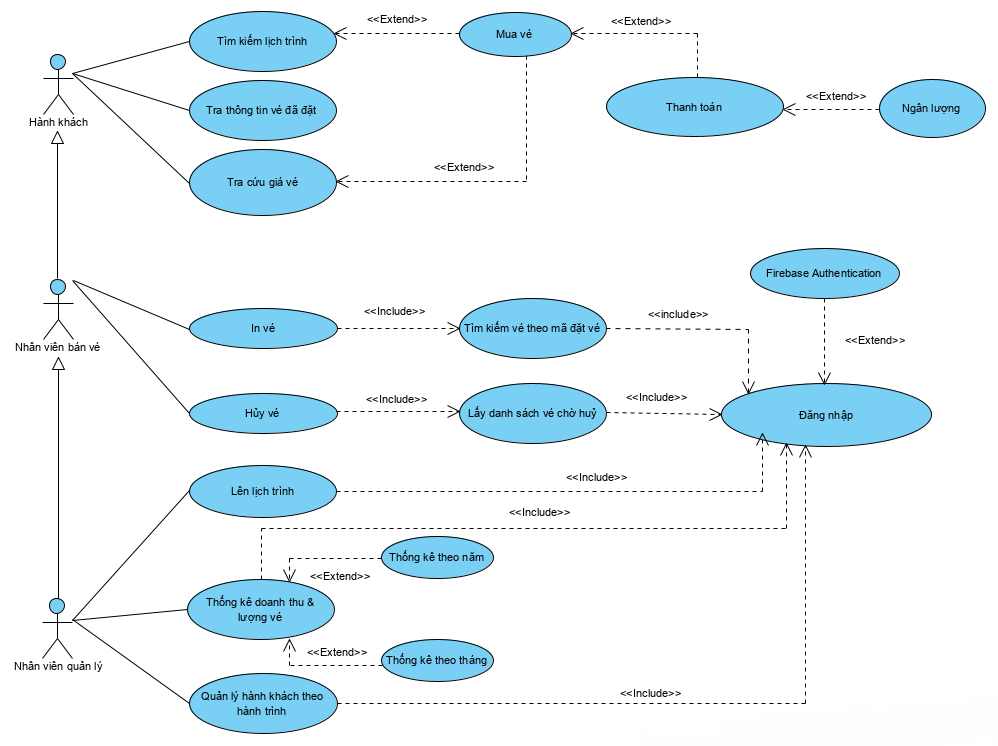 Tìm kiếm lịch trình
<<Extend>>
Mua vé
<<Extend>>
Hành khách
Tra thông tin vé đã đặt
Thanh toán
<<Extend>>
Ngân lượng
Tra cứu giá vé
<<Extend>>
Firebase Authentication
<<Extend>>
Nhân viên bán vé
In vé
<<Include>>
Tìm kiếm vé theo mã đặt vé
<<include>>
Hủy vé
<<Include>>
Lấy danh sách vé chờ huỷ
<<Include>>
Đăng nhập
Lên lịch trình
<<Include>>
<<Include>>
Thống kê theo năm
<<Extend>>
Thống kê doanh thu &
lượng vé
<<Extend>>
Thống kê theo tháng
Nhân viên quản lý
Quản lý hành khách theo
hành trình
<<Include>>